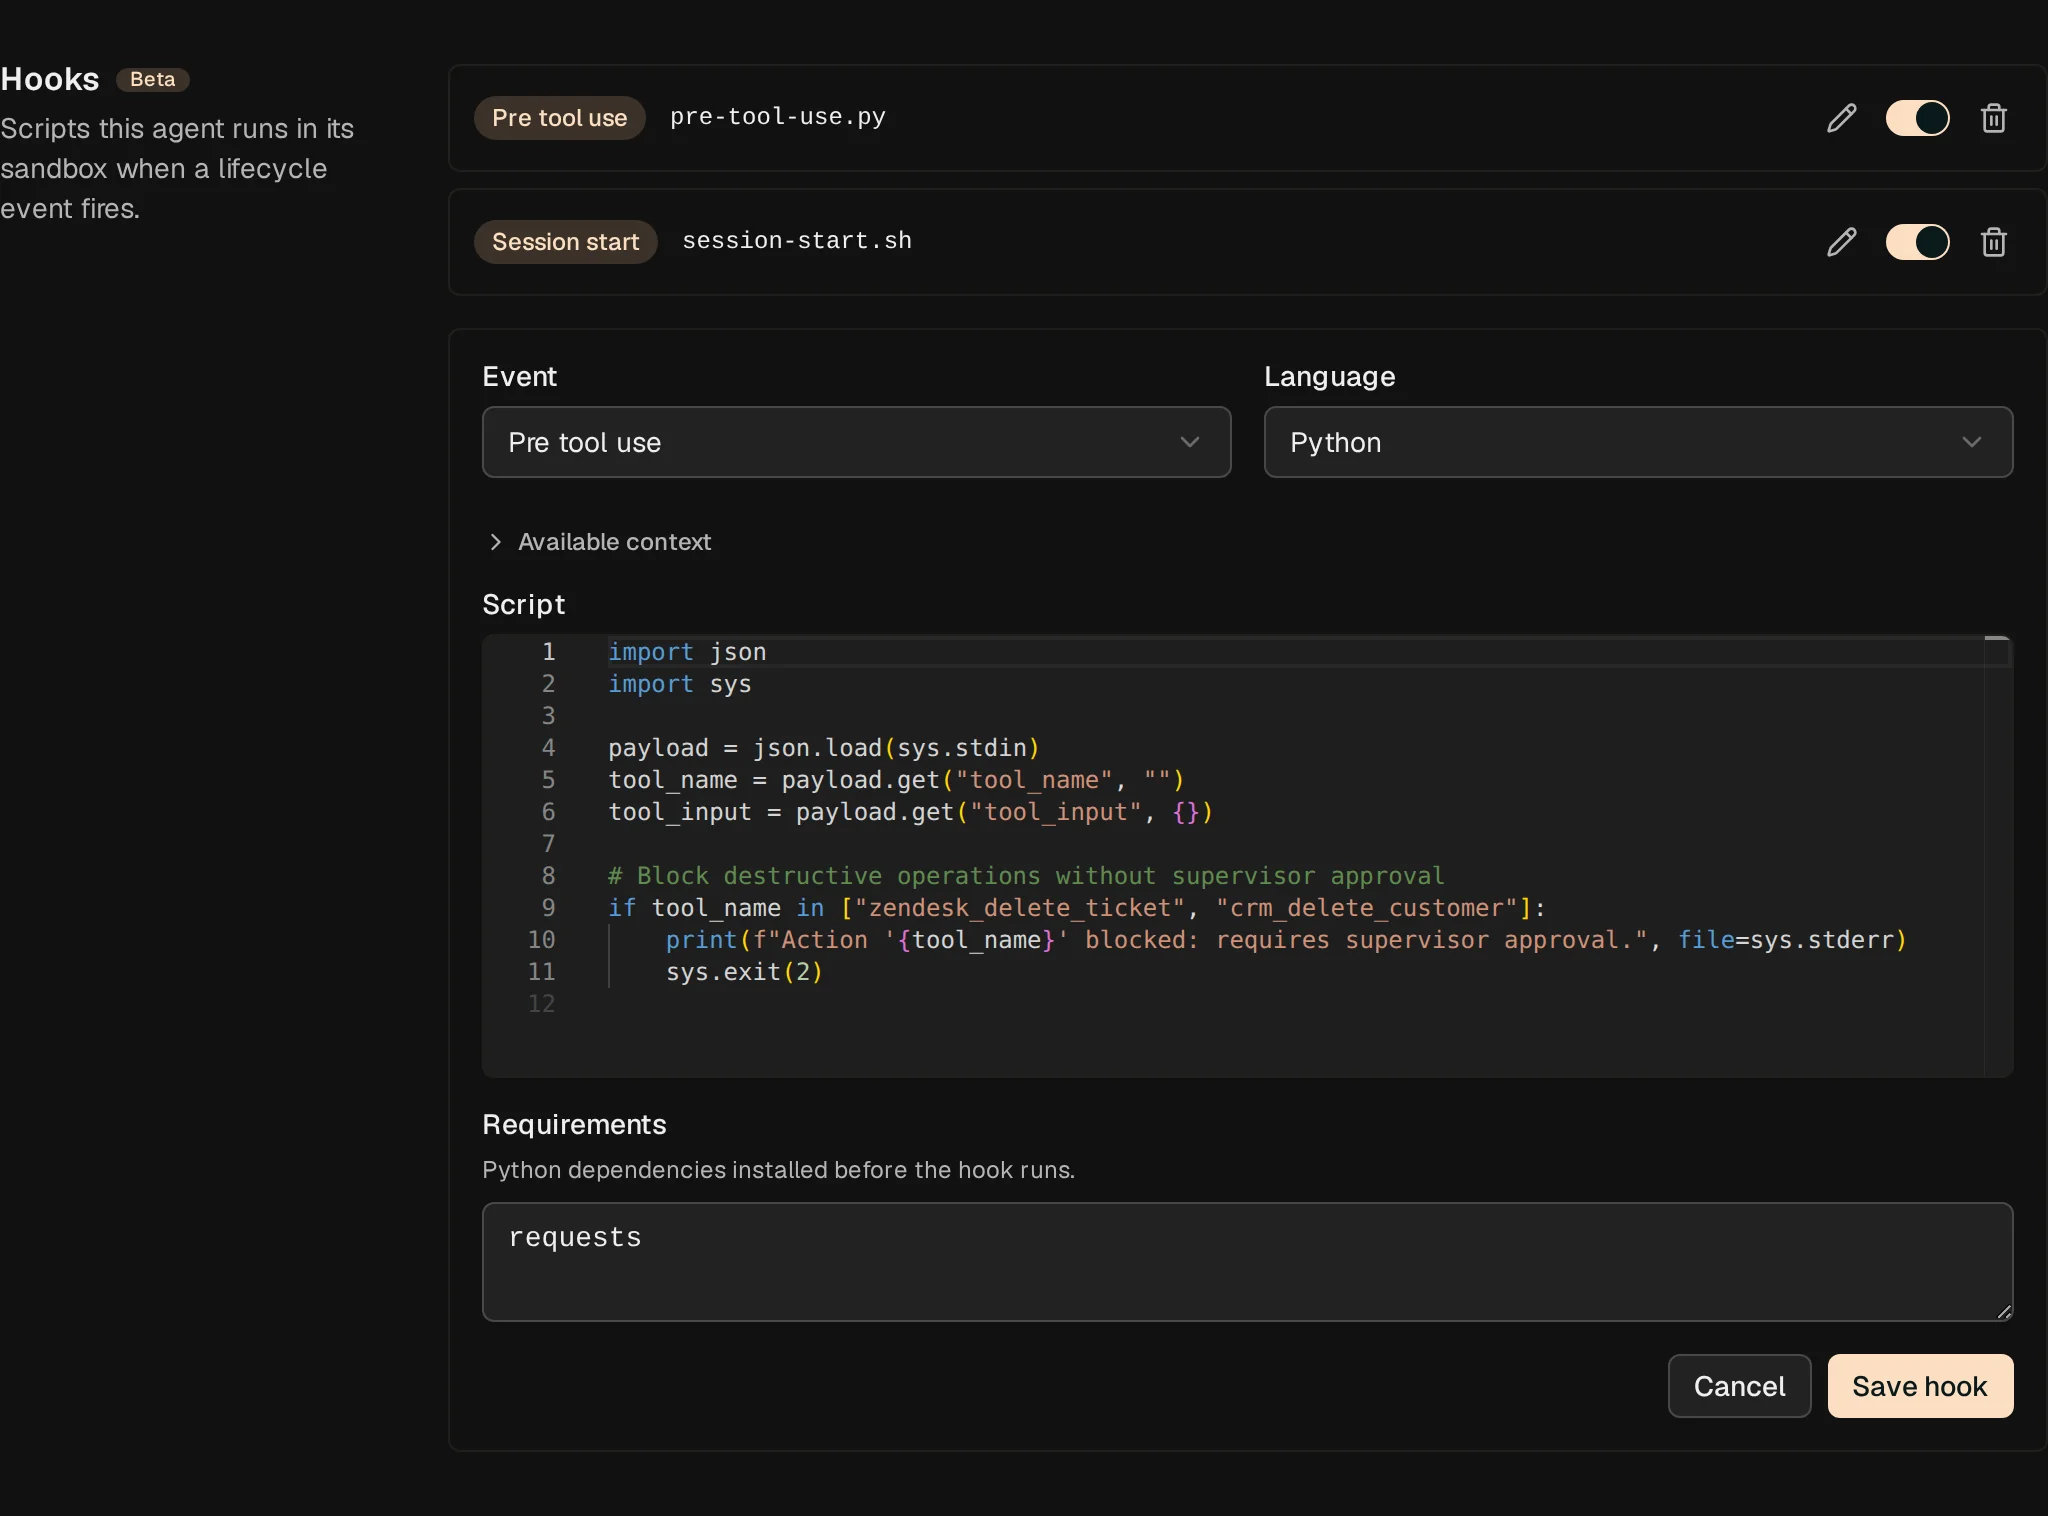 Hooks Beta
Scripts this agent runs in its
sandbox when a lifecycle
event fires.
Pre tool use pre-tool-use.py
Session start session-start.sh
Event Language
Pre tool use Python
Available context
Script
1 import json
2 import sys
3
4 payload = json.load(sys.stdin)
5 tool_name = payload.get("tool_name", "")
6 tool_input = payload.get("tool_input", {})
7
8 # Block destructive operations without supervisor approval
9 if tool_name in ["zendesk_delete_ticket", "crm_delete_customer"]:
10     print(f"Action '{tool_name}' blocked: requires supervisor approval.", file=sys.stderr)
11     sys.exit(2)
12
Requirements
Python dependencies installed before the hook runs.
requests
Cancel Save hook